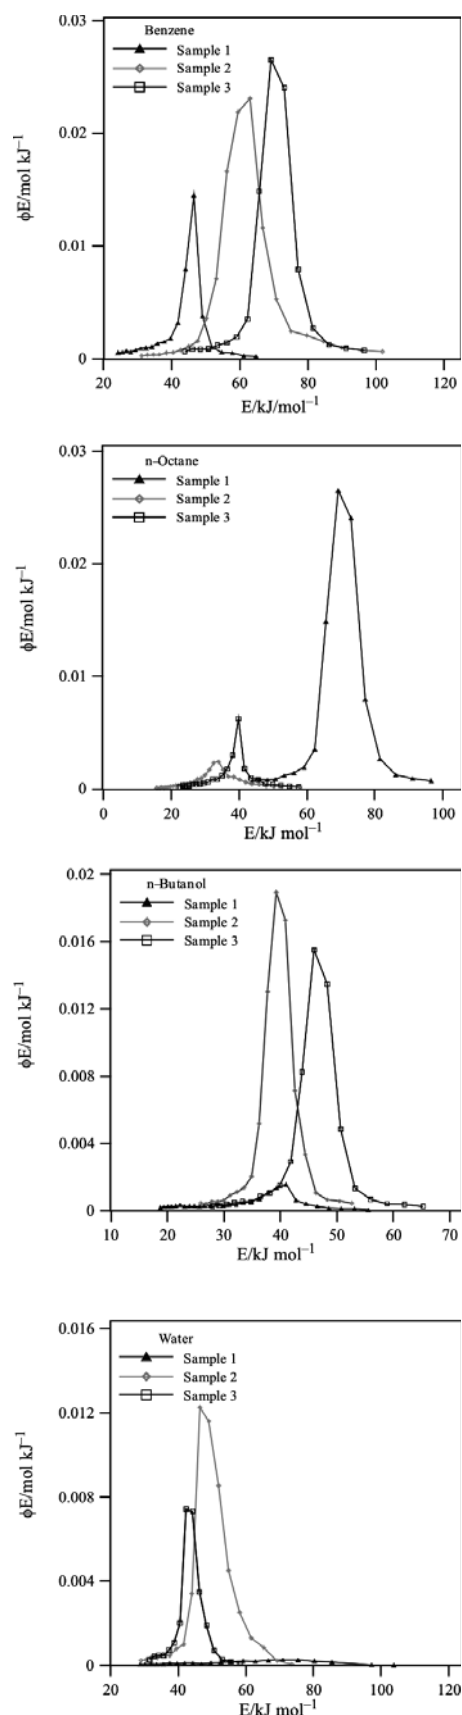 Benzene
Sample 1
Sample 2
Sample 3
0.03
0.02
0.01
0
ϕE/mol kJ⁻¹
20 40 60 80 100 120
E/kJ/mol⁻¹
n-Octane
Sample 1
Sample 2
Sample 3
0.03
0.02
0.01
0
ϕE/mol kJ⁻¹
0 20 40 60 80 100
E/kJ mol⁻¹
n-Butanol
Sample 1
Sample 2
Sample 3
0.02
0.016
0.012
0.008
0.004
0
ϕE/mol kJ⁻¹
10 20 30 40 50 60 70
E/kJ mol⁻¹
Water
Sample 1
Sample 2
Sample 3
0.016
0.012
0.008
0.004
0
ϕE/mol kJ⁻¹
20 40 60 80 100 120
E/kJ mol⁻¹